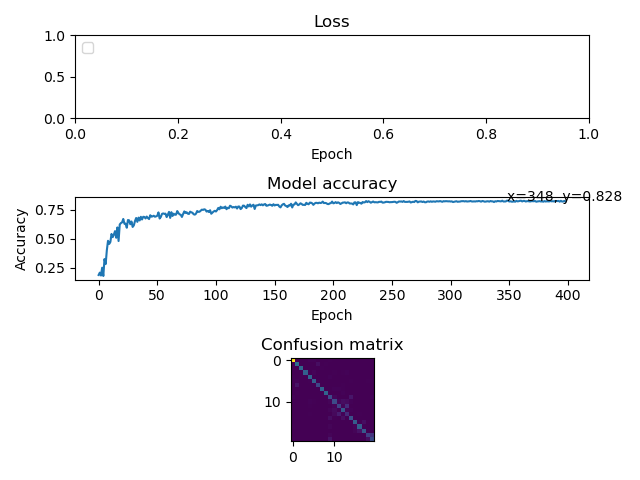 Loss
1.0
0.5
0.0
0.0 0.2 0.4 0.6 0.8 1.0
Epoch
Model accuracy
x=348, y=0.828
Accuracy
0.75
0.50
0.25
0 50 100 150 200 250 300 350 400
Epoch
Confusion matrix
0
10
0 10